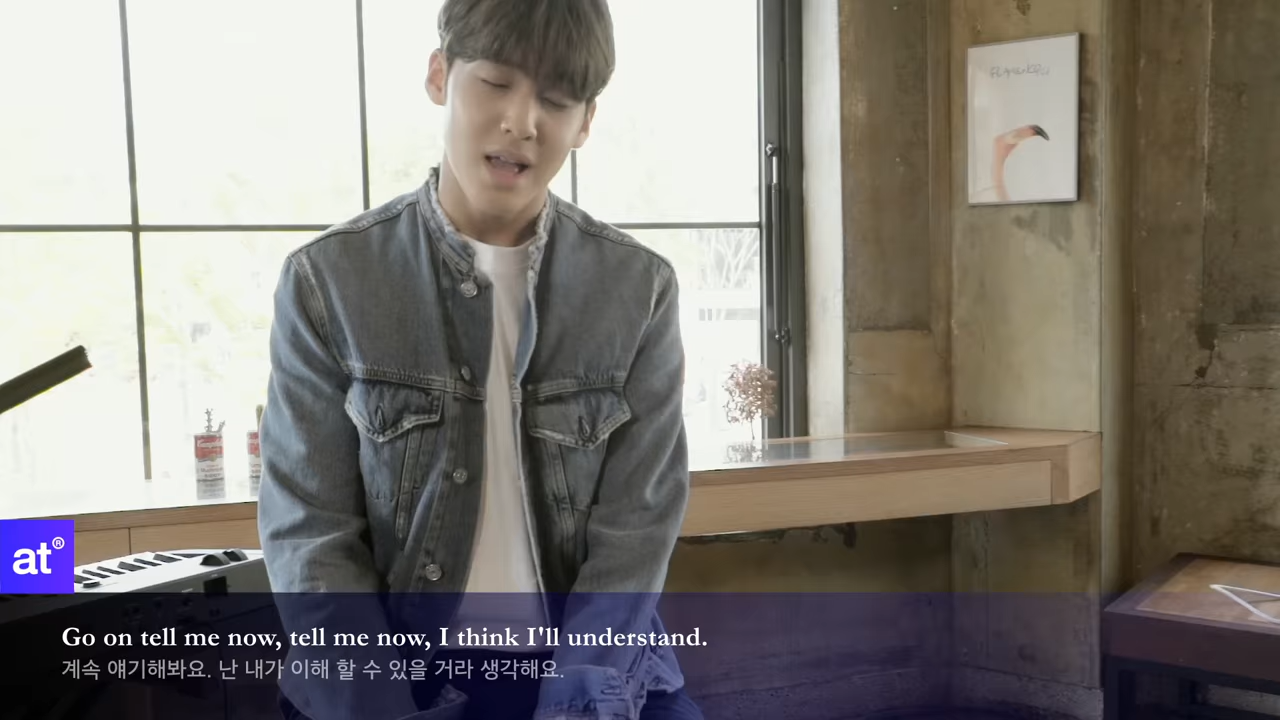 at®
Go on tell me now, tell me now, I think I'll understand.
계속 얘기해봐요. 난 내가 이해 할 수 있을 거라 생각해요.